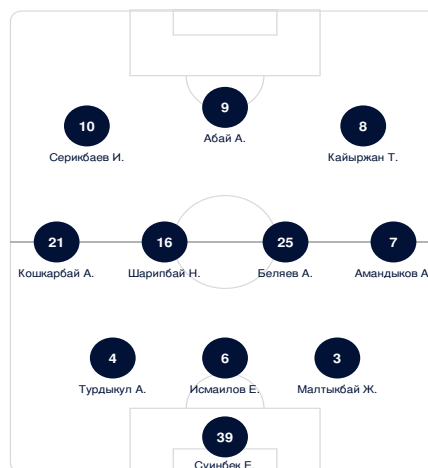 9
Абай А.
10
Серикбаев И.
8
Кайыржан Т.
21
Кошкарбай А.
16
Шарипбай Н.
25
Беляев А.
7
Амандыков А
4
Турдыкул А.
6
Исмаилов Е.
3
Малтыкбай Ж.
39
Суинбек Е.